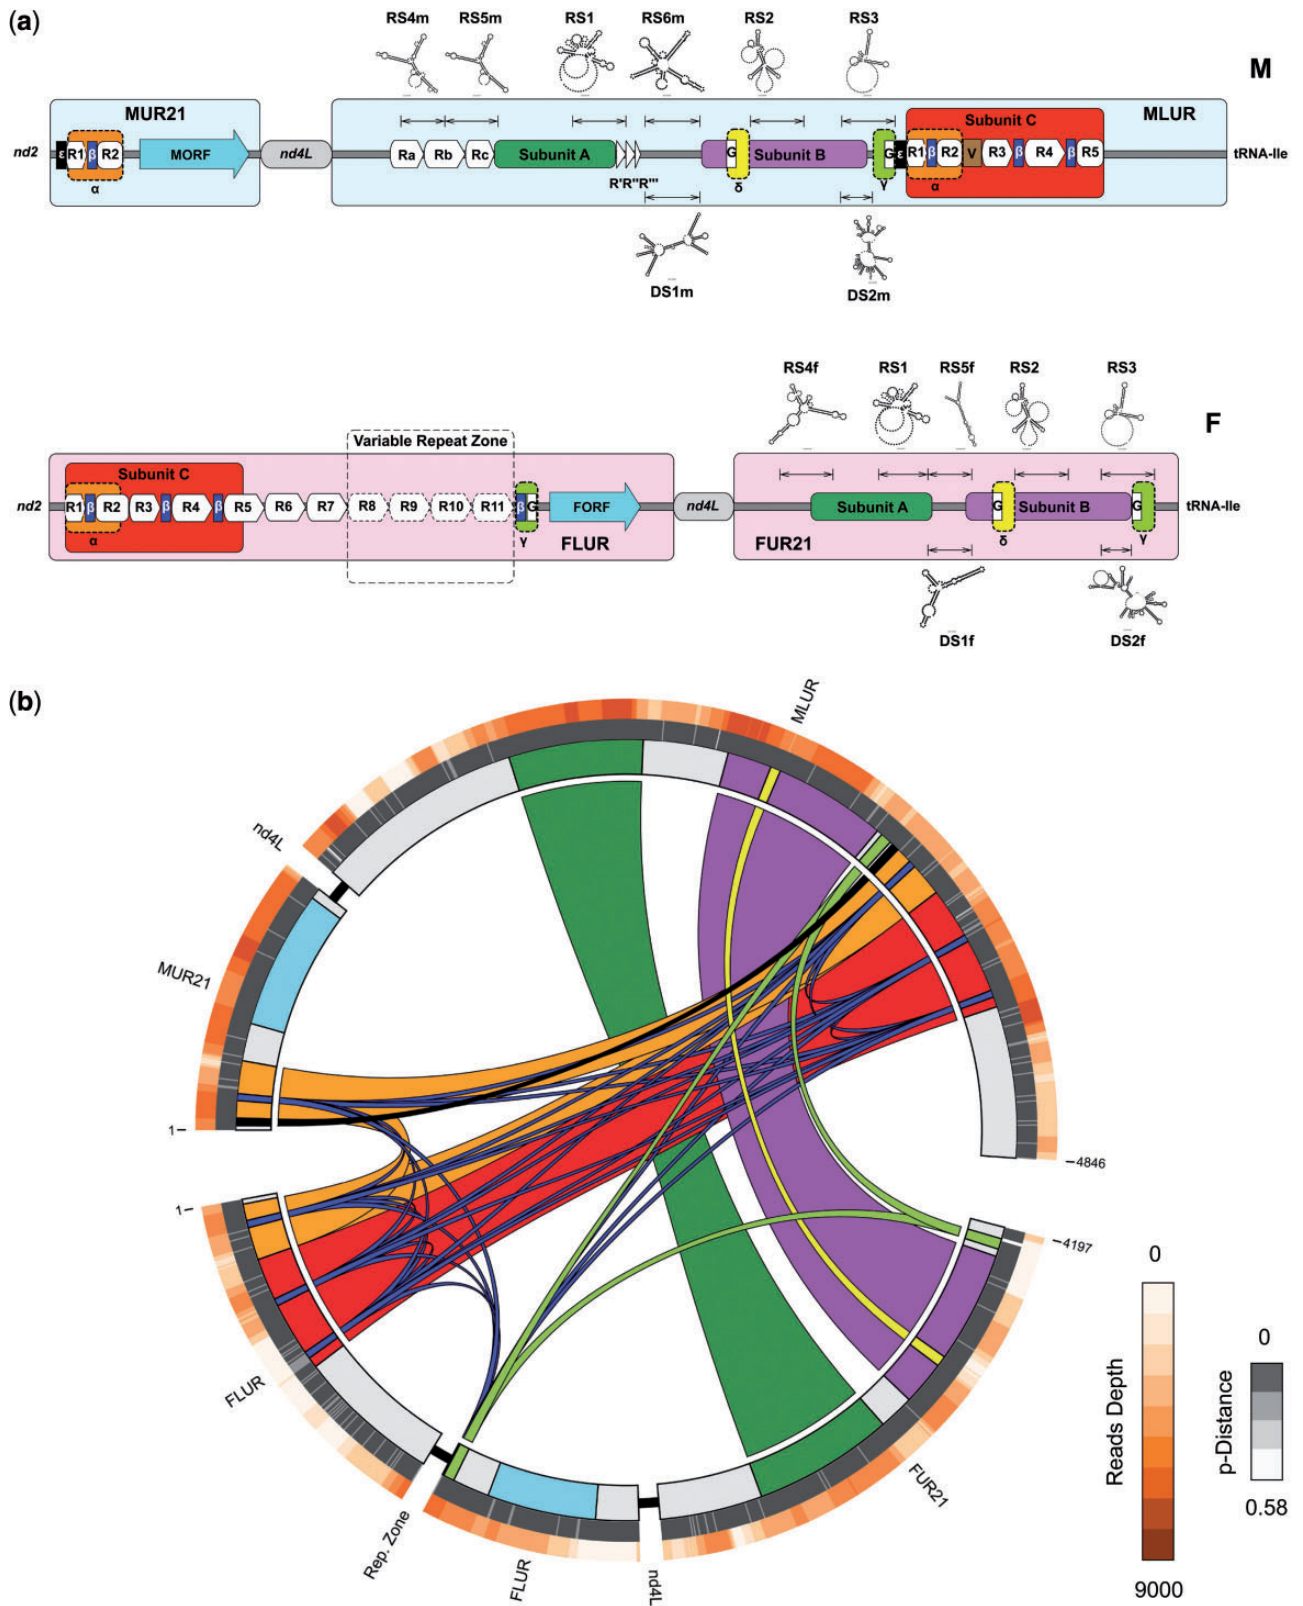 (a)
RS4m RS5m RS1 RS6m RS2 RS3
M
MUR21 Subunit C MLUR
nd2 ε R1 β R2 MORF nd4L Ra Rb Rc Subunit A G Subunit B G ε R1 β R2 V R3 β R4 β R5 tRNA-Ile
α R'R''R''' δ γ α
DS1m DS2m
RS4f RS1 RS5f RS2 RS3
F
Variable Repeat Zone
Subunit C
nd2 R1 β R2 R3 β R4 β R5 R6 R7 R8 R9 R10 R11 β G FORF nd4L Subunit A G Subunit B G tRNA-Ile
α γ FLUR FUR21 δ γ
DS1f DS2f
(b)
MLUR
nd4L
MUR21
1
4846
1
4197
FLUR
Rep. Zone
FLUR
nd4L
FUR21
0
Reads Depth
9000
0
p-Distance
0.58